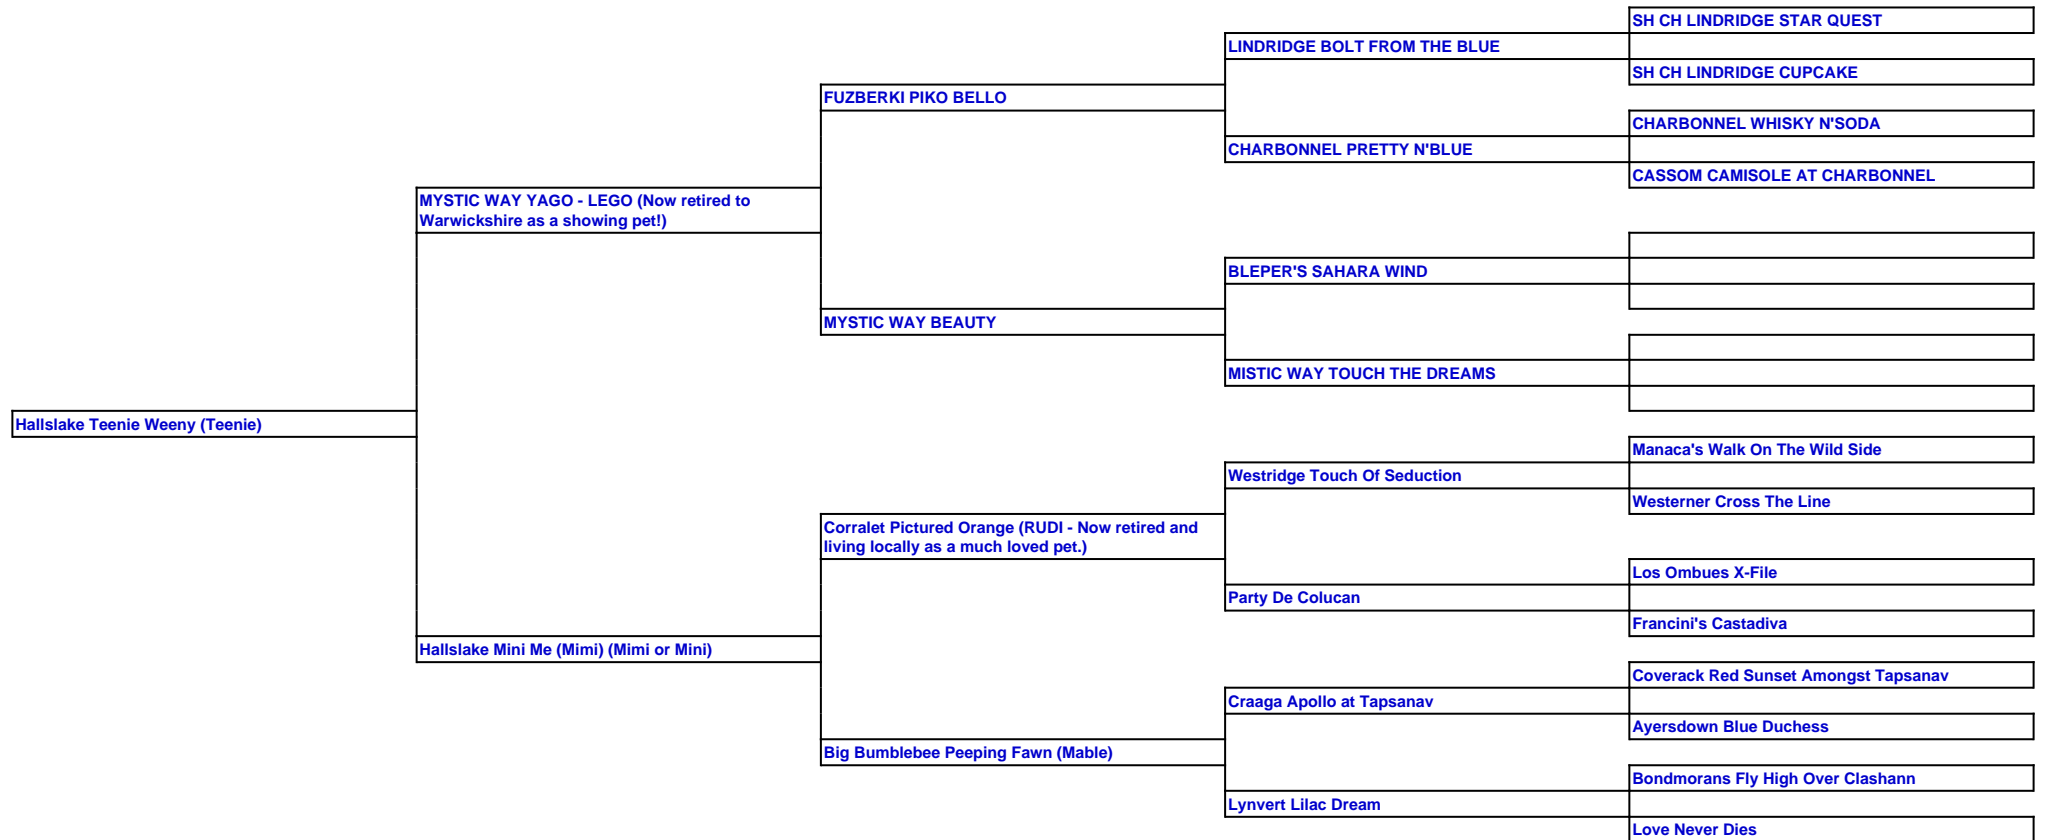 SH CH LINDRIDGE STAR QUEST
LINDRIDGE BOLT FROM THE BLUE
SH CH LINDRIDGE CUPCAKE
FUZBERKI PIKO BELLO
CHARBONNEL WHISKY N'SODA
CHARBONNEL PRETTY N'BLUE
CASSOM CAMISOLE AT CHARBONNEL
MYSTIC WAY YAGO - LEGO (Now retired to
Warwickshire as a showing pet!)
BLEPER'S SAHARA WIND
MYSTIC WAY BEAUTY
MISTIC WAY TOUCH THE DREAMS
Hallslake Teenie Weeny (Teenie)
Manaca's Walk On The Wild Side
Westridge Touch Of Seduction
Westerner Cross The Line
Corralet Pictured Orange (RUDI - Now retired and
living locally as a much loved pet.)
Los Ombues X-File
Party De Colucan
Francini's Castadiva
Hallslake Mini Me (Mimi) (Mimi or Mini)
Coverack Red Sunset Amongst Tapsanav
Craaga Apollo at Tapsanav
Ayersdown Blue Duchess
Big Bumblebee Peeping Fawn (Mable)
Bondmorans Fly High Over Clashann
Lynvert Lilac Dream
Love Never Dies